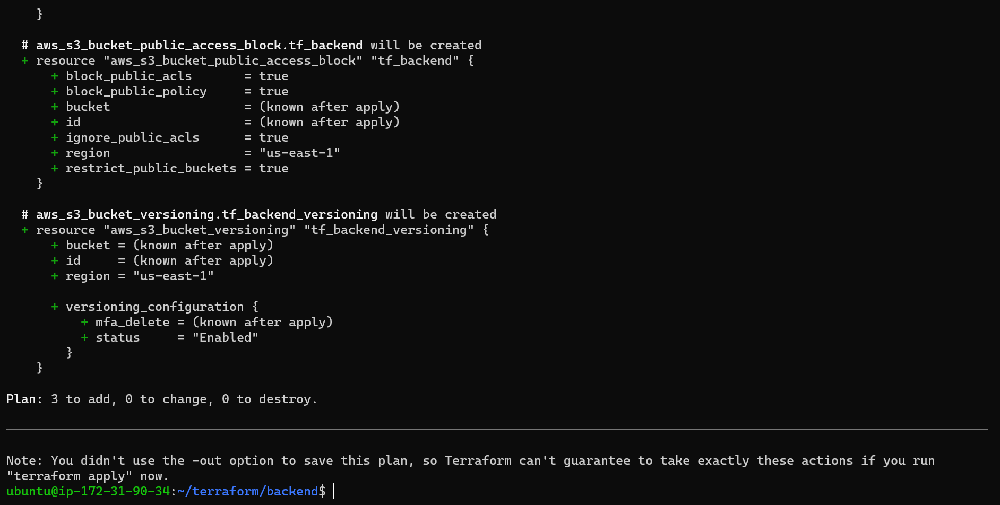 }

  # aws_s3_bucket_public_access_block.tf_backend will be created
  + resource "aws_s3_bucket_public_access_block" "tf_backend" {
      + block_public_acls       = true
      + block_public_policy     = true
      + bucket                  = (known after apply)
      + id                      = (known after apply)
      + ignore_public_acls      = true
      + region                  = "us-east-1"
      + restrict_public_buckets = true
    }

  # aws_s3_bucket_versioning.tf_backend_versioning will be created
  + resource "aws_s3_bucket_versioning" "tf_backend_versioning" {
      + bucket = (known after apply)
      + id     = (known after apply)
      + region = "us-east-1"

      + versioning_configuration {
          + mfa_delete = (known after apply)
          + status     = "Enabled"
        }
    }

Plan: 3 to add, 0 to change, 0 to destroy.

Note: You didn't use the -out option to save this plan, so Terraform can't guarantee to take exactly these actions if you run
"terraform apply" now.
ubuntu@ip-172-31-90-34:~/terraform/backend$